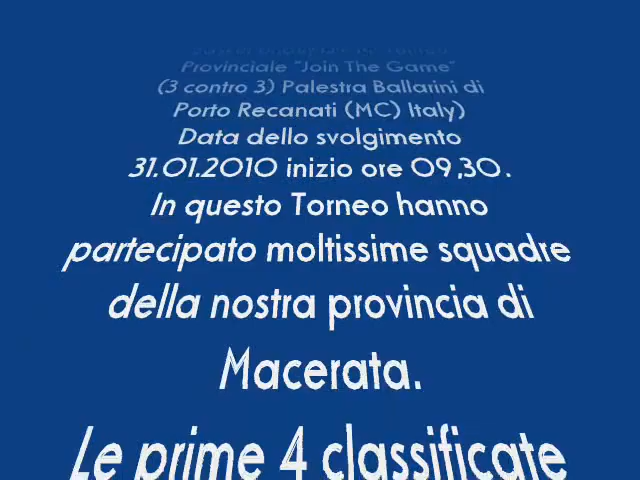 Provinciale "Join The Game"
(3 contro 3) Palestra Ballarini di
Porto Recanati (MC) Italy)
Data dello svolgimento
31.01.2010 inizio ore 09,30.
In questo Torneo hanno
partecipato moltissime squadre
della nostra provincia di
Macerata.
Le prime 4 classificate